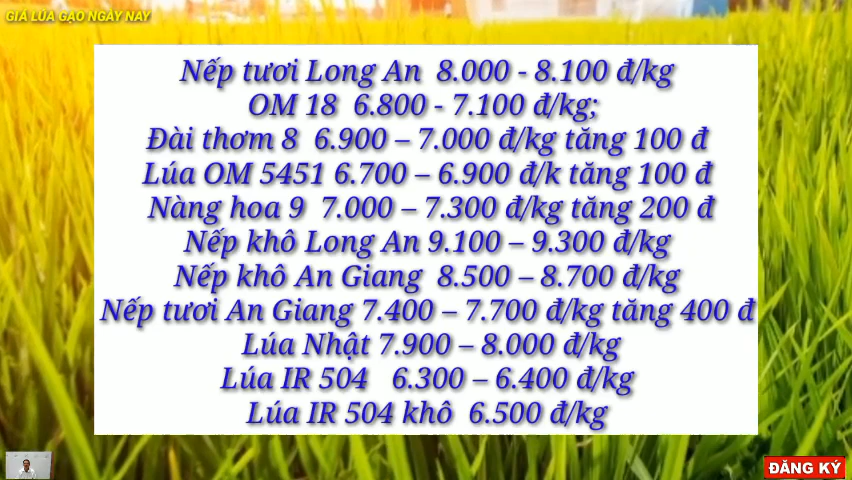 GIÁ LÚA GẠO NGÀY NAY
Nếp tươi Long An 8.000 - 8.100 đ/kg
OM 18 6.800 - 7.100 đ/kg;
Đài thơm 8 6.900 – 7.000 đ/kg tăng 100 đ
Lúa OM 5451 6.700 – 6.900 đ/k tăng 100 đ
Nàng hoa 9 7.000 – 7.300 đ/kg tăng 200 đ
Nếp khô Long An 9.100 – 9.300 đ/kg
Nếp khô An Giang 8.500 – 8.700 đ/kg
Nếp tươi An Giang 7.400 – 7.700 đ/kg tăng 400 đ
Lúa Nhật 7.900 – 8.000 đ/kg
Lúa IR 504 6.300 – 6.400 đ/kg
Lúa IR 504 khô 6.500 đ/kg
ĐĂNG KÝ